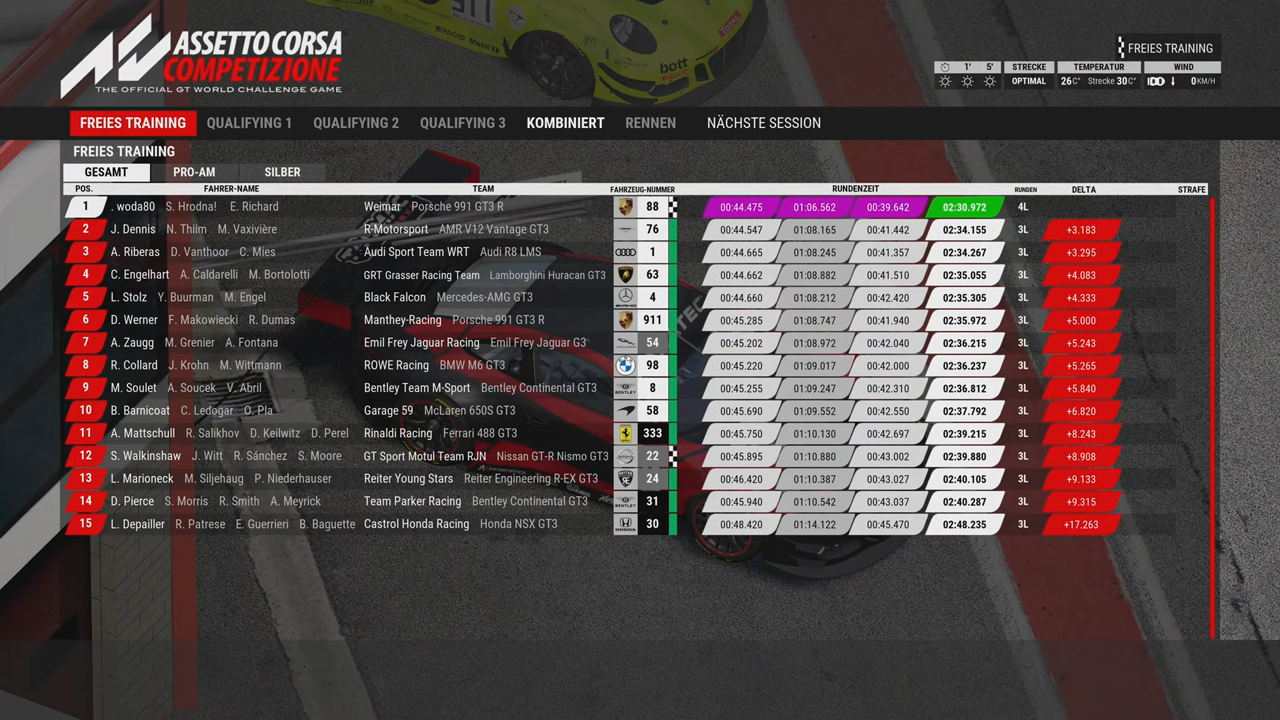 ASSETTO CORSA
COMPETIZIONE
THE OFFICIAL GT WORLD CHALLENGE GAME
FREIES TRAINING
1' 5' STRECKE TEMPERATUR WIND
OPTIMAL 26C° Strecke 30C° 0KM/H
FREIES TRAINING QUALIFYING 1 QUALIFYING 2 QUALIFYING 3 KOMBINIERT RENNEN NÄCHSTE SESSION
FREIES TRAINING
GESAMT PRO-AM SILBER
POS. FAHRER-NAME TEAM FAHRZEUG-NUMMER RUNDENZEIT RUNDEN DELTA STRAFE
1 . woda80 S. Hrodna! E. Richard Weimar Porsche 991 GT3 R 88 00:44.475 01:06.562 00:39.642 02:30.972 4L
2 J. Dennis N. Thiim M. Vaxivière R-Motorsport AMR V12 Vantage GT3 76 00:44.547 01:08.165 00:41.442 02:34.155 3L +3.183
3 A. Riberas D. Vanthoor C. Mies Audi Sport Team WRT Audi R8 LMS 1 00:44.665 01:08.245 00:41.357 02:34.267 3L +3.295
4 C. Engelhart A. Caldarelli M. Bortolotti GRT Grasser Racing Team Lamborghini Huracan GT3 63 00:44.662 01:08.882 00:41.510 02:35.055 3L +4.083
5 L. Stolz Y. Buurman M. Engel Black Falcon Mercedes-AMG GT3 4 00:44.660 01:08.212 00:42.420 02:35.305 3L +4.333
6 D. Werner F. Makowiecki R. Dumas Manthey-Racing Porsche 991 GT3 R 911 00:45.285 01:08.747 00:41.940 02:35.972 3L +5.000
7 A. Zaugg M. Grenier A. Fontana Emil Frey Jaguar Racing Emil Frey Jaguar G3 54 00:45.202 01:08.972 00:42.040 02:36.215 3L +5.243
8 R. Collard J. Krohn M. Wittmann ROWE Racing BMW M6 GT3 98 00:45.220 01:09.017 00:42.000 02:36.237 3L +5.265
9 M. Soulet A. Soucek V. Abril Bentley Team M-Sport Bentley Continental GT3 8 00:45.255 01:09.247 00:42.310 02:36.812 3L +5.840
10 B. Barnicoat C. Ledogar O. Pla Garage 59 McLaren 650S GT3 58 00:45.690 01:09.552 00:42.550 02:37.792 3L +6.820
11 A. Mattschull R. Salikhov D. Keilwitz D. Perel Rinaldi Racing Ferrari 488 GT3 333 00:45.750 01:10.130 00:42.697 02:39.215 3L +8.243
12 S. Walkinshaw J. Witt R. Sánchez S. Moore GT Sport Motul Team RJN Nissan GT-R Nismo GT3 22 00:45.895 01:10.880 00:43.002 02:39.880 3L +8.908
13 L. Marioneck M. Siljehaug P. Niederhauser Reiter Young Stars Reiter Engineering R-EX GT3 24 00:46.420 01:10.387 00:43.027 02:40.105 3L +9.133
14 D. Pierce S. Morris R. Smith A. Meyrick Team Parker Racing Bentley Continental GT3 31 00:45.940 01:10.542 00:43.037 02:40.287 3L +9.315
15 L. Depailler R. Patrese E. Guerrieri B. Baguette Castrol Honda Racing Honda NSX GT3 30 00:48.420 01:14.122 00:45.470 02:48.235 3L +17.263